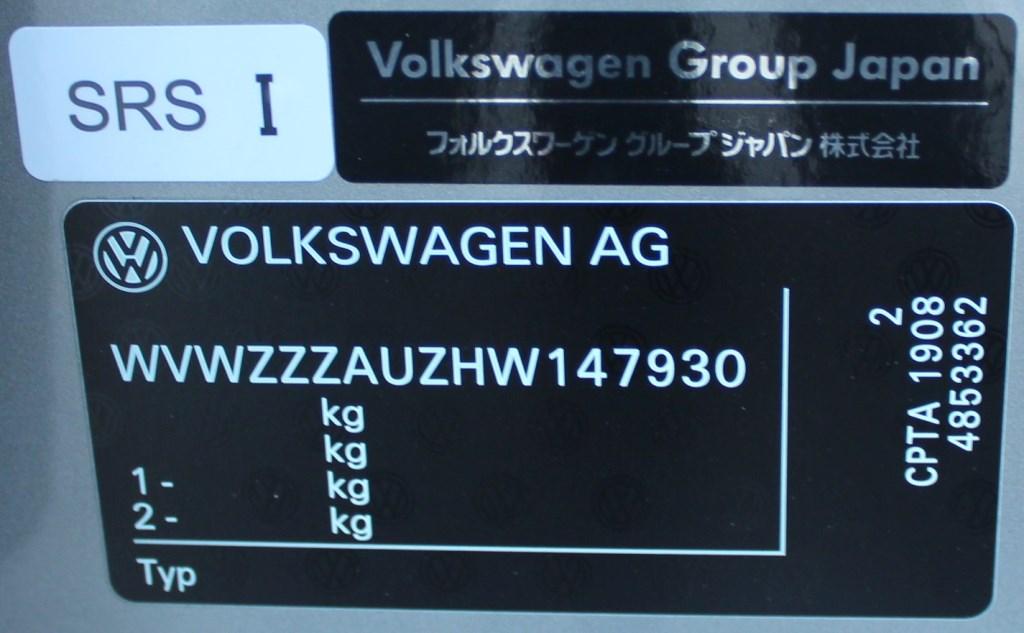 SRS I
Volkswagen Group Japan
フォルクスワーゲン グループ ジャパン 株式会社
VOLKSWAGEN AG
WVWZZZAUZHW147930
kg
kg
1 - kg
2 - kg
Typ
2
CPTA 1908
4853362